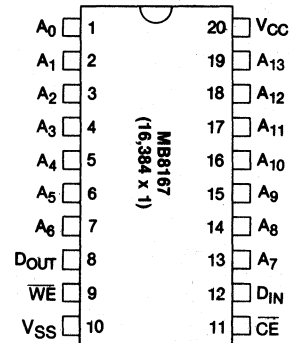 A0 1 20 VCC
A1 2 19 A13
A2 3 18 A12
A3 4 17 A11
A4 5 16 A10
A5 6 15 A9
A6 7 14 A8
DOUT 8 13 A7
WE 9 12 DIN
VSS 10 11 CE
MB8167
(16,384 x 1)